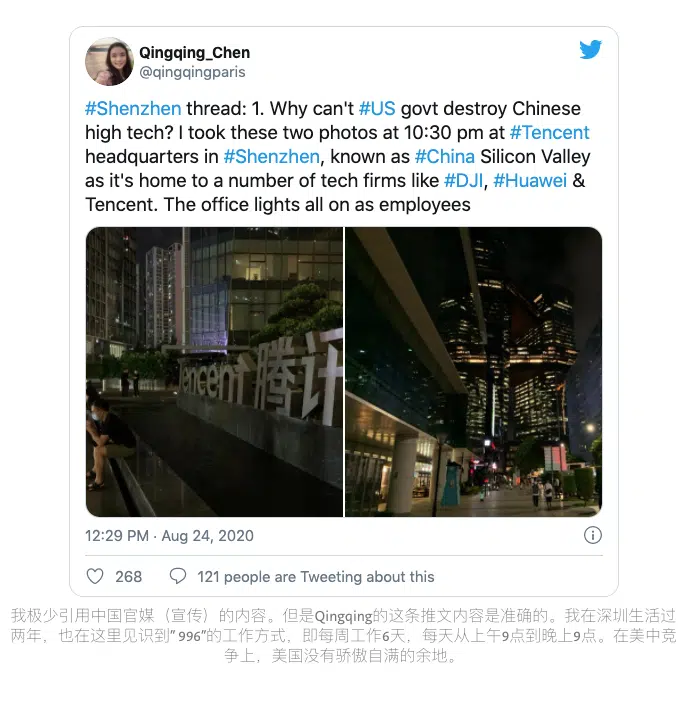 Qingqing_Chen
@qingqingparis
#Shenzhen thread: 1. Why can't #US govt destroy Chinese
high tech? I took these two photos at 10:30 pm at #Tencent
headquarters in #Shenzhen, known as #China Silicon Valley
as it's home to a number of tech firms like #DJI, #Huawei &
Tencent. The office lights all on as employees
Tencent 腾讯
12:29 PM · Aug 24, 2020
268
121 people are Tweeting about this
我极少引用中国官媒（宣传）的内容。但是Qingqing的这条推文内容是准确的。我在深圳生活过
两年，也在这里见识到“ 996”的工作方式，即每周工作6天，每天从上午9点到晚上9点。在美中竞
争上，美国没有骄傲自满的余地。